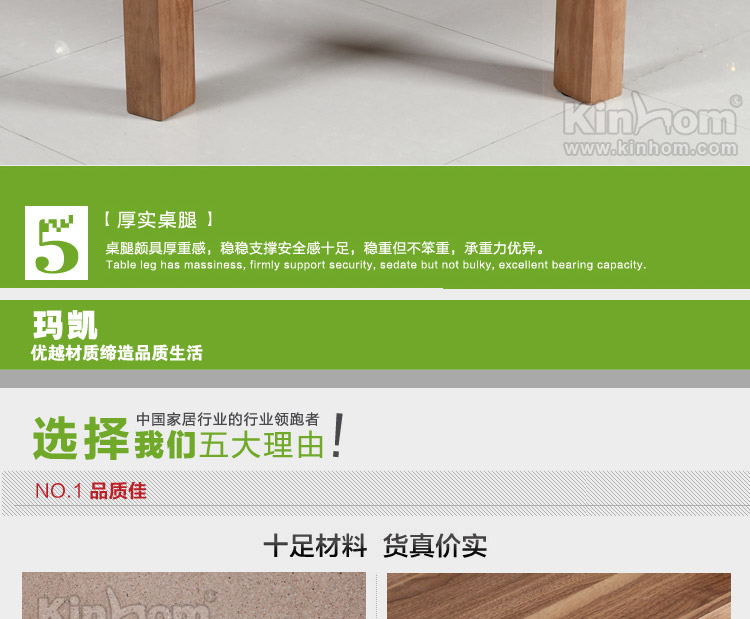 Kinhom
www.kinhom.com
5
【 厚实桌腿 】
桌腿颇具厚重感，稳稳支撑安全感十足，稳重但不笨重，承重力优异。
Table leg has massiness, firmly support security, sedate but not bulky, excellent bearing capacity.
玛凯
优越材质缔造品质生活
中国家居行业的行业领跑者
选择我们五大理由!
NO.1 品质佳
十足材料 货真价实
Kinhom